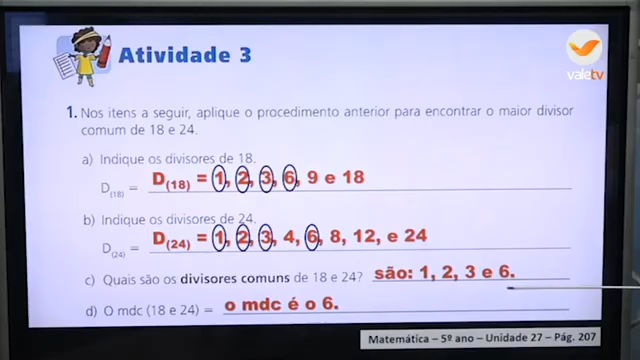 Atividade 3
valetv
1. Nos itens a seguir, aplique o procedimento anterior para encontrar o maior divisor
comum de 18 e 24.
a) Indique os divisores de 18.
D(18) = D(18) = 1, 2, 3, 6, 9 e 18
b) Indique os divisores de 24.
D(24) = D(24) = 1, 2, 3, 4, 6, 8, 12, e 24
c) Quais são os divisores comuns de 18 e 24? são: 1, 2, 3 e 6.
d) O mdc (18 e 24) = o mdc é o 6.
Matemática – 5º ano – Unidade 27 – Pág. 207